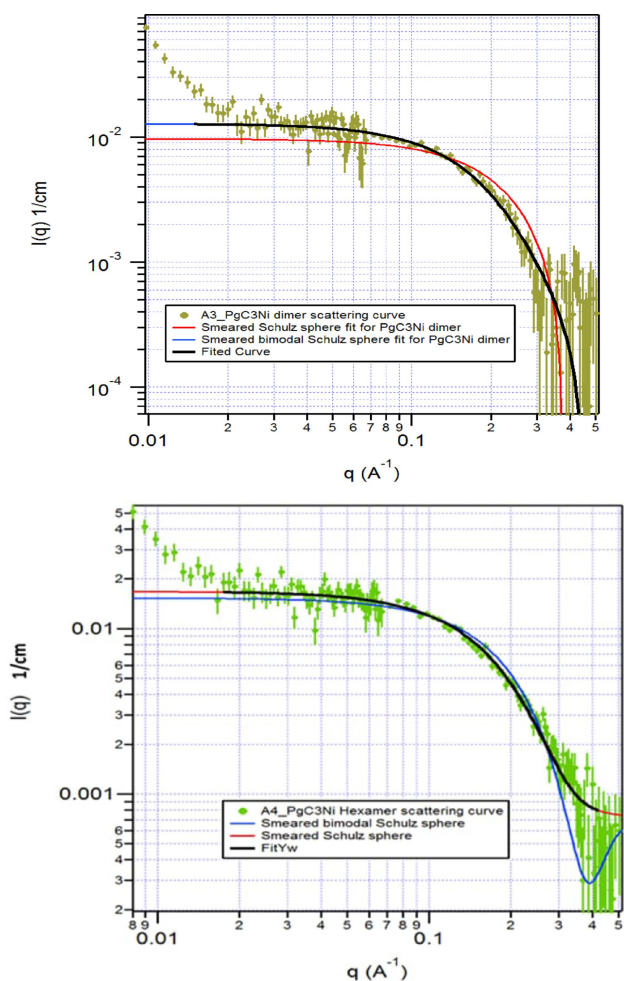 10⁻²
10⁻³
10⁻⁴
I(q) 1/cm
A3_PgC3Ni dimer scattering curve
Smeared Schulz sphere fit for PgC3Ni dimer
Smeared bimodal Schulz sphere fit for PgC3Ni dimer
Fited Curve
0.01 2 3 4 5 6 7 8 9 0.1 2 3 4 5
q (A⁻¹)
5
4
3
2
0.01
6
5
4
3
2
0.001
6
5
4
3
2
I(q) 1/cm
A4_PgC3Ni Hexamer scattering curve
Smeared bimodal Schulz sphere
Smeared Schulz sphere
FitYw
8 9 0.01 2 3 4 5 6 7 8 9 0.1 2 3 4 5
q (A⁻¹)